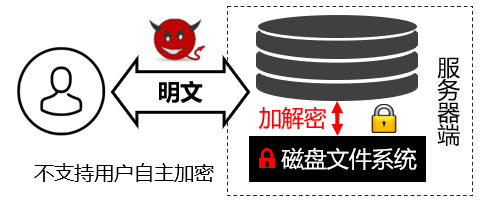 明文
不支持用户自主加密
加解密
磁盘文件系统
服务器端